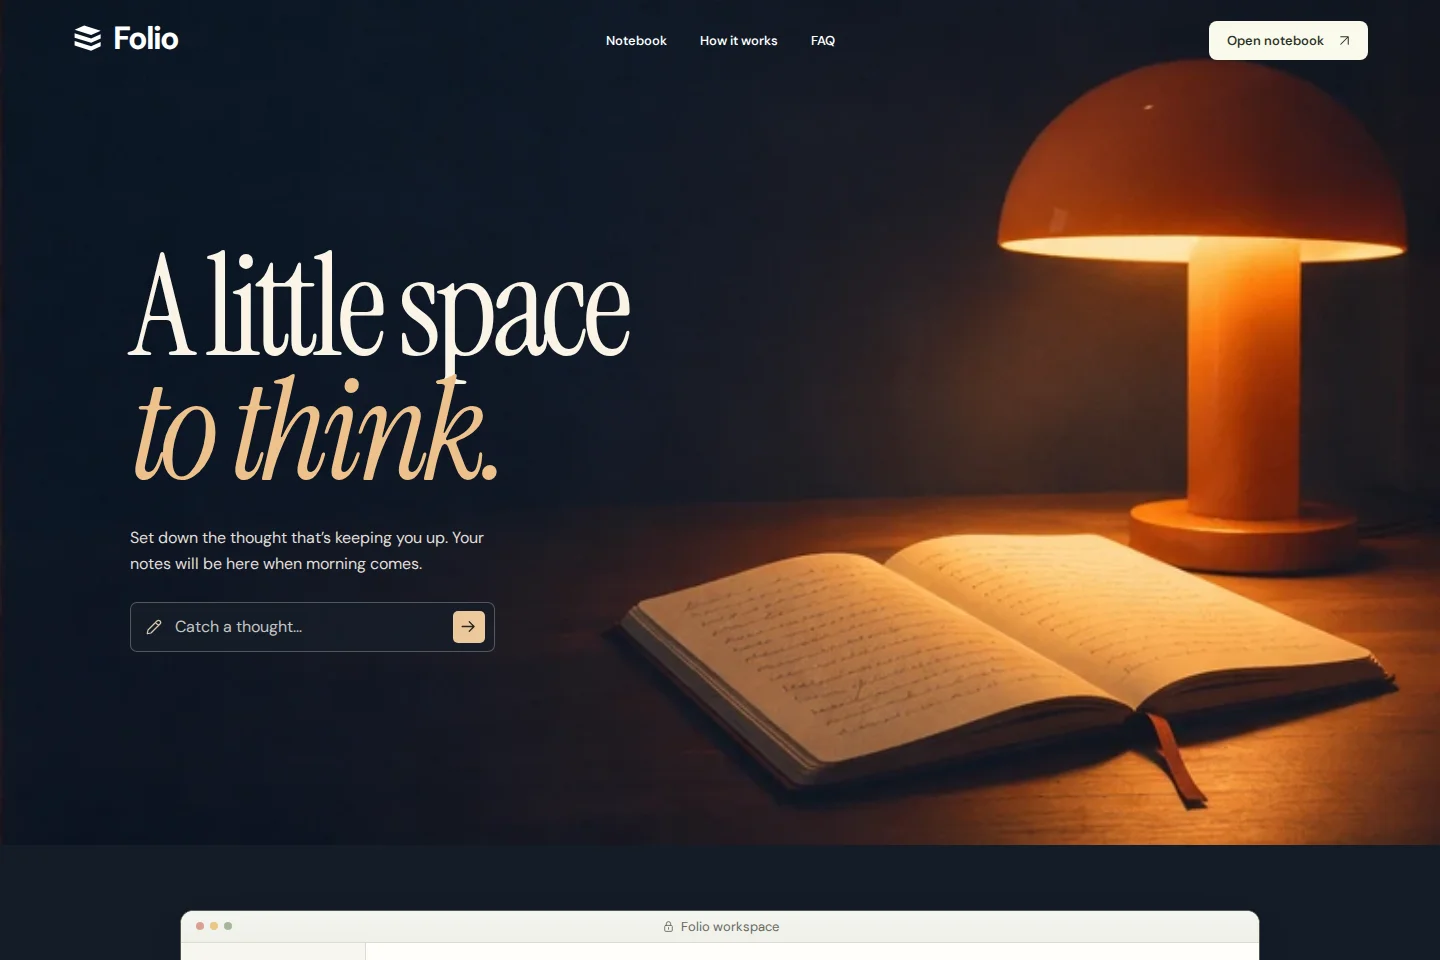 Folio
Notebook
How it works
FAQ
Open notebook
A little space
to think.
Set down the thought that’s keeping you up. Your
notes will be here when morning comes.
Catch a thought...
Folio workspace